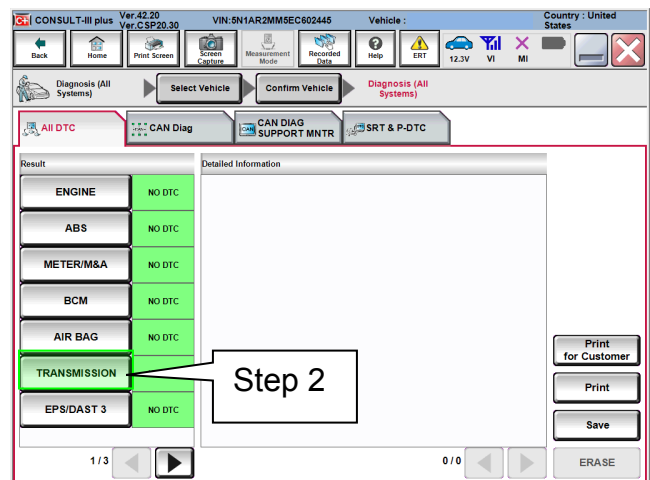 CONSULT-III plus
Ver.42.20
Ver.CSP20.30
VIN:5N1AR2MM5EC602445
Vehicle :
Country : United
States
Back
Home
Print Screen
Screen
Capture
Measurement
Mode
Recorded
Data
Help
ERT
12.3V
VI
MI
Diagnosis (All
Systems)
Select Vehicle
Confirm Vehicle
Diagnosis (All
Systems)
All DTC
CAN Diag
CAN DIAG
SUPPORT MNTR
SRT & P-DTC
Result
Detailed Information
ENGINE
NO DTC
ABS
NO DTC
METER/M&A
NO DTC
BCM
NO DTC
AIR BAG
NO DTC
TRANSMISSION
Step 2
EPS/DAST 3
NO DTC
Print
for Customer
Print
Save
1/3
0/0
ERASE